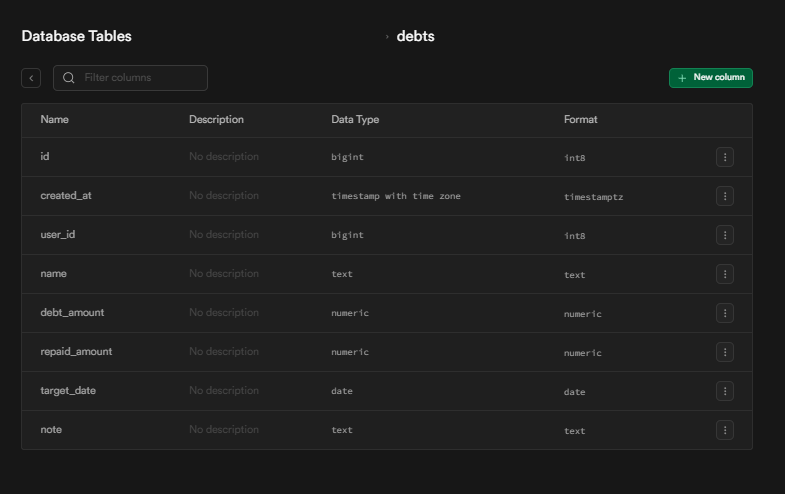 Database Tables › debts
Filter columns
+ New column
Name Description Data Type Format
id No description bigint int8
created_at No description timestamp with time zone timestamptz
user_id No description bigint int8
name No description text text
debt_amount No description numeric numeric
repaid_amount No description numeric numeric
target_date No description date date
note No description text text